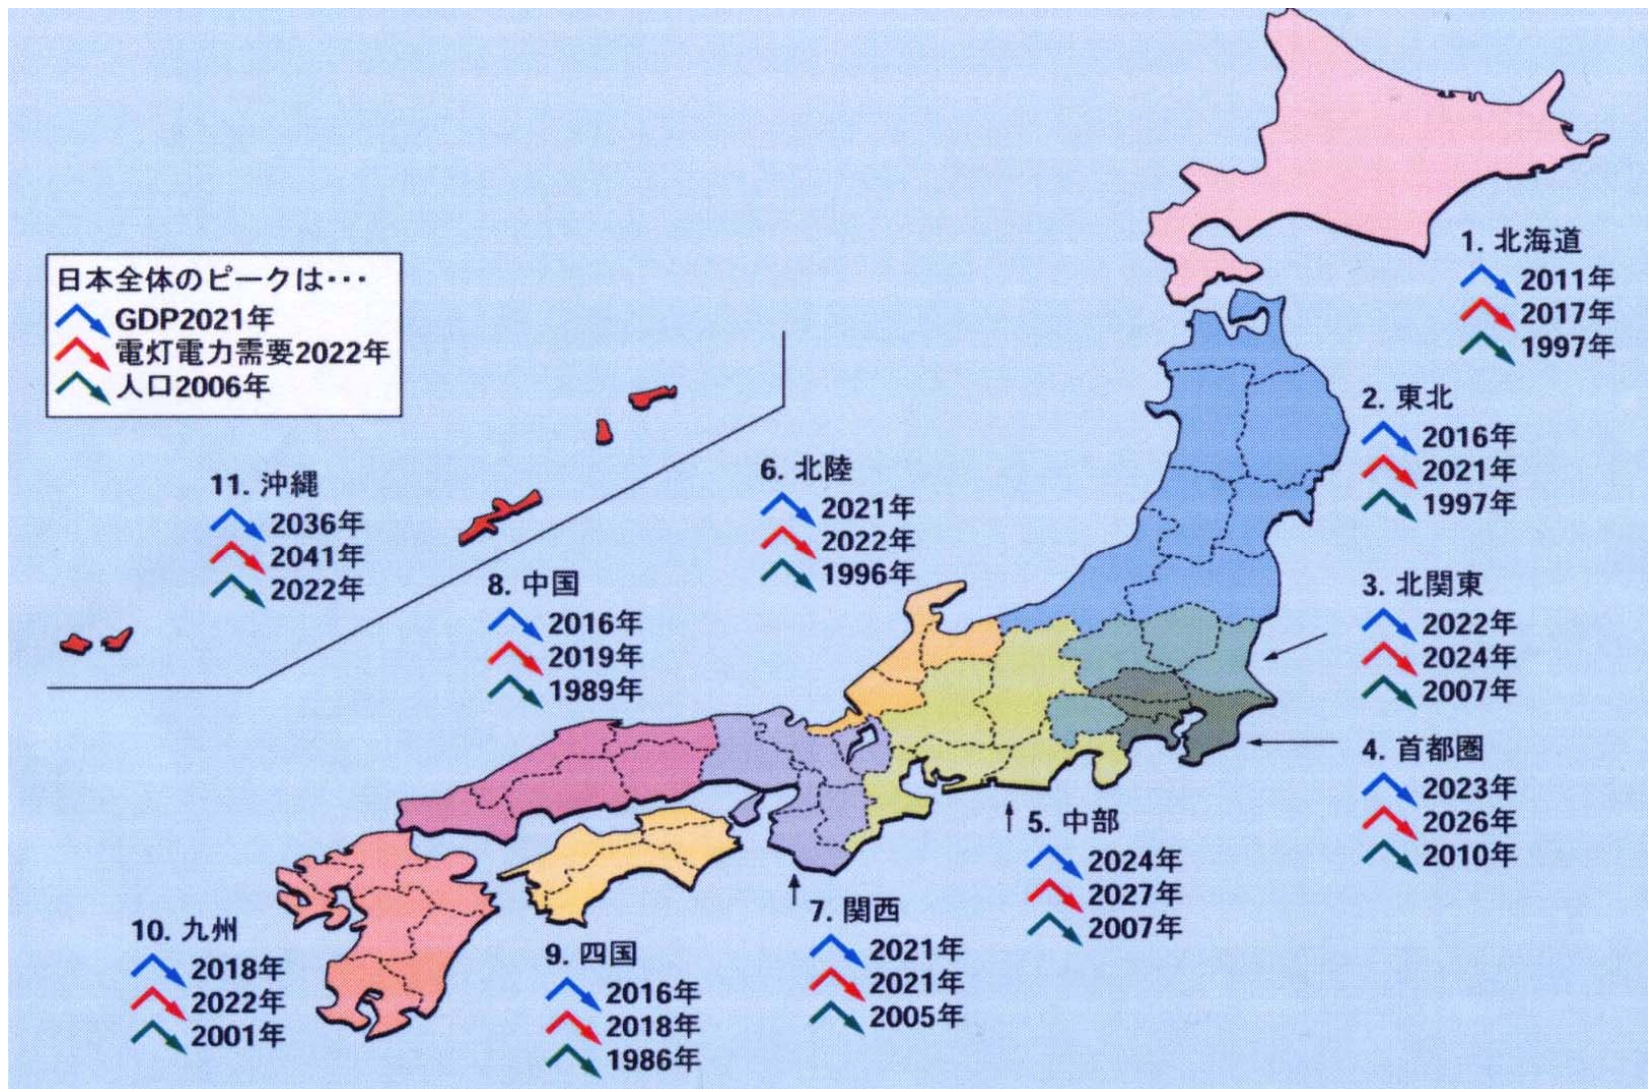 日本全体のピークは・・・
GDP2021年
電灯電力需要2022年
人口2006年
1. 北海道
2011年
2017年
1997年
2. 東北
2016年
2021年
1997年
3. 北関東
2022年
2024年
2007年
4. 首都圏
2023年
2026年
2010年
5. 中部
2024年
2027年
2007年
6. 北陸
2021年
2022年
1996年
7. 関西
2021年
2021年
2005年
8. 中国
2016年
2019年
1989年
9. 四国
2016年
2018年
1986年
10. 九州
2018年
2022年
2001年
11. 沖縄
2036年
2041年
2022年